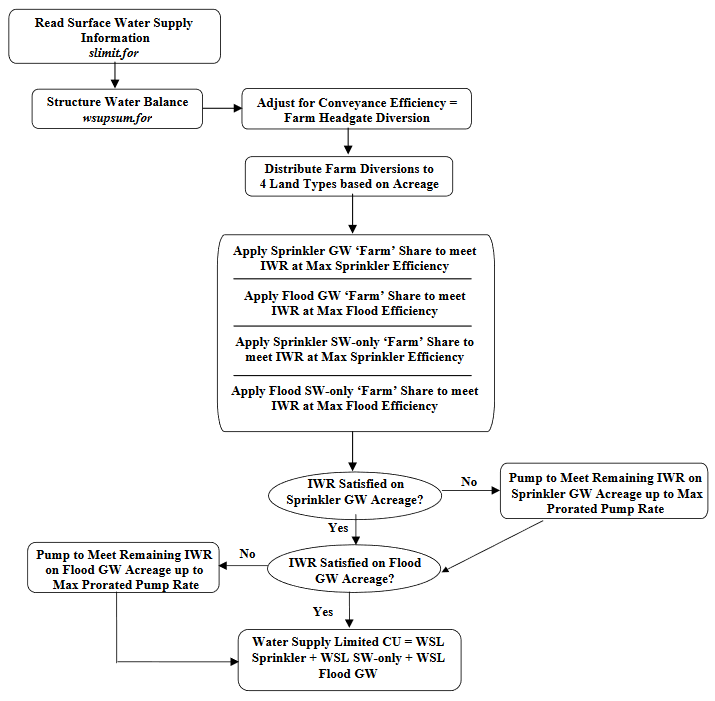 Read Surface Water Supply
Information
slimit.for
Structure Water Balance
wsupsum.for
Adjust for Conveyance Efficiency =
Farm Headgate Diversion
Distribute Farm Diversions to
4 Land Types based on Acreage
Apply Sprinkler GW ‘Farm’ Share to meet
IWR at Max Sprinkler Efficiency
Apply Flood GW ‘Farm’ Share to meet
IWR at Max Flood Efficiency
Apply Sprinkler SW-only ‘Farm’ Share to
meet IWR at Max Sprinkler Efficiency
Apply Flood SW-only ‘Farm’ Share to meet
IWR at Max Flood Efficiency
IWR Satisfied on
Sprinkler GW Acreage?
No
Pump to Meet Remaining IWR on
Sprinkler GW Acreage up to Max
Prorated Pump Rate
Yes
IWR Satisfied on Flood
GW Acreage?
No
Pump to Meet Remaining IWR
on Flood GW Acreage up to
Max Prorated Pump Rate
Yes
Water Supply Limited CU = WSL
Sprinkler + WSL SW-only + WSL
Flood GW